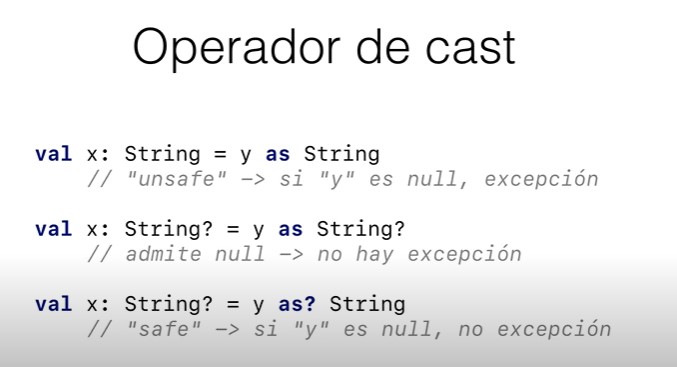 Operador de cast
val x: String = y as String
// "unsafe" -> si "y" es null, excepción
val x: String? = y as String?
// admite null -> no hay excepción
val x: String? = y as? String
// "safe" -> si "y" es null, no excepción